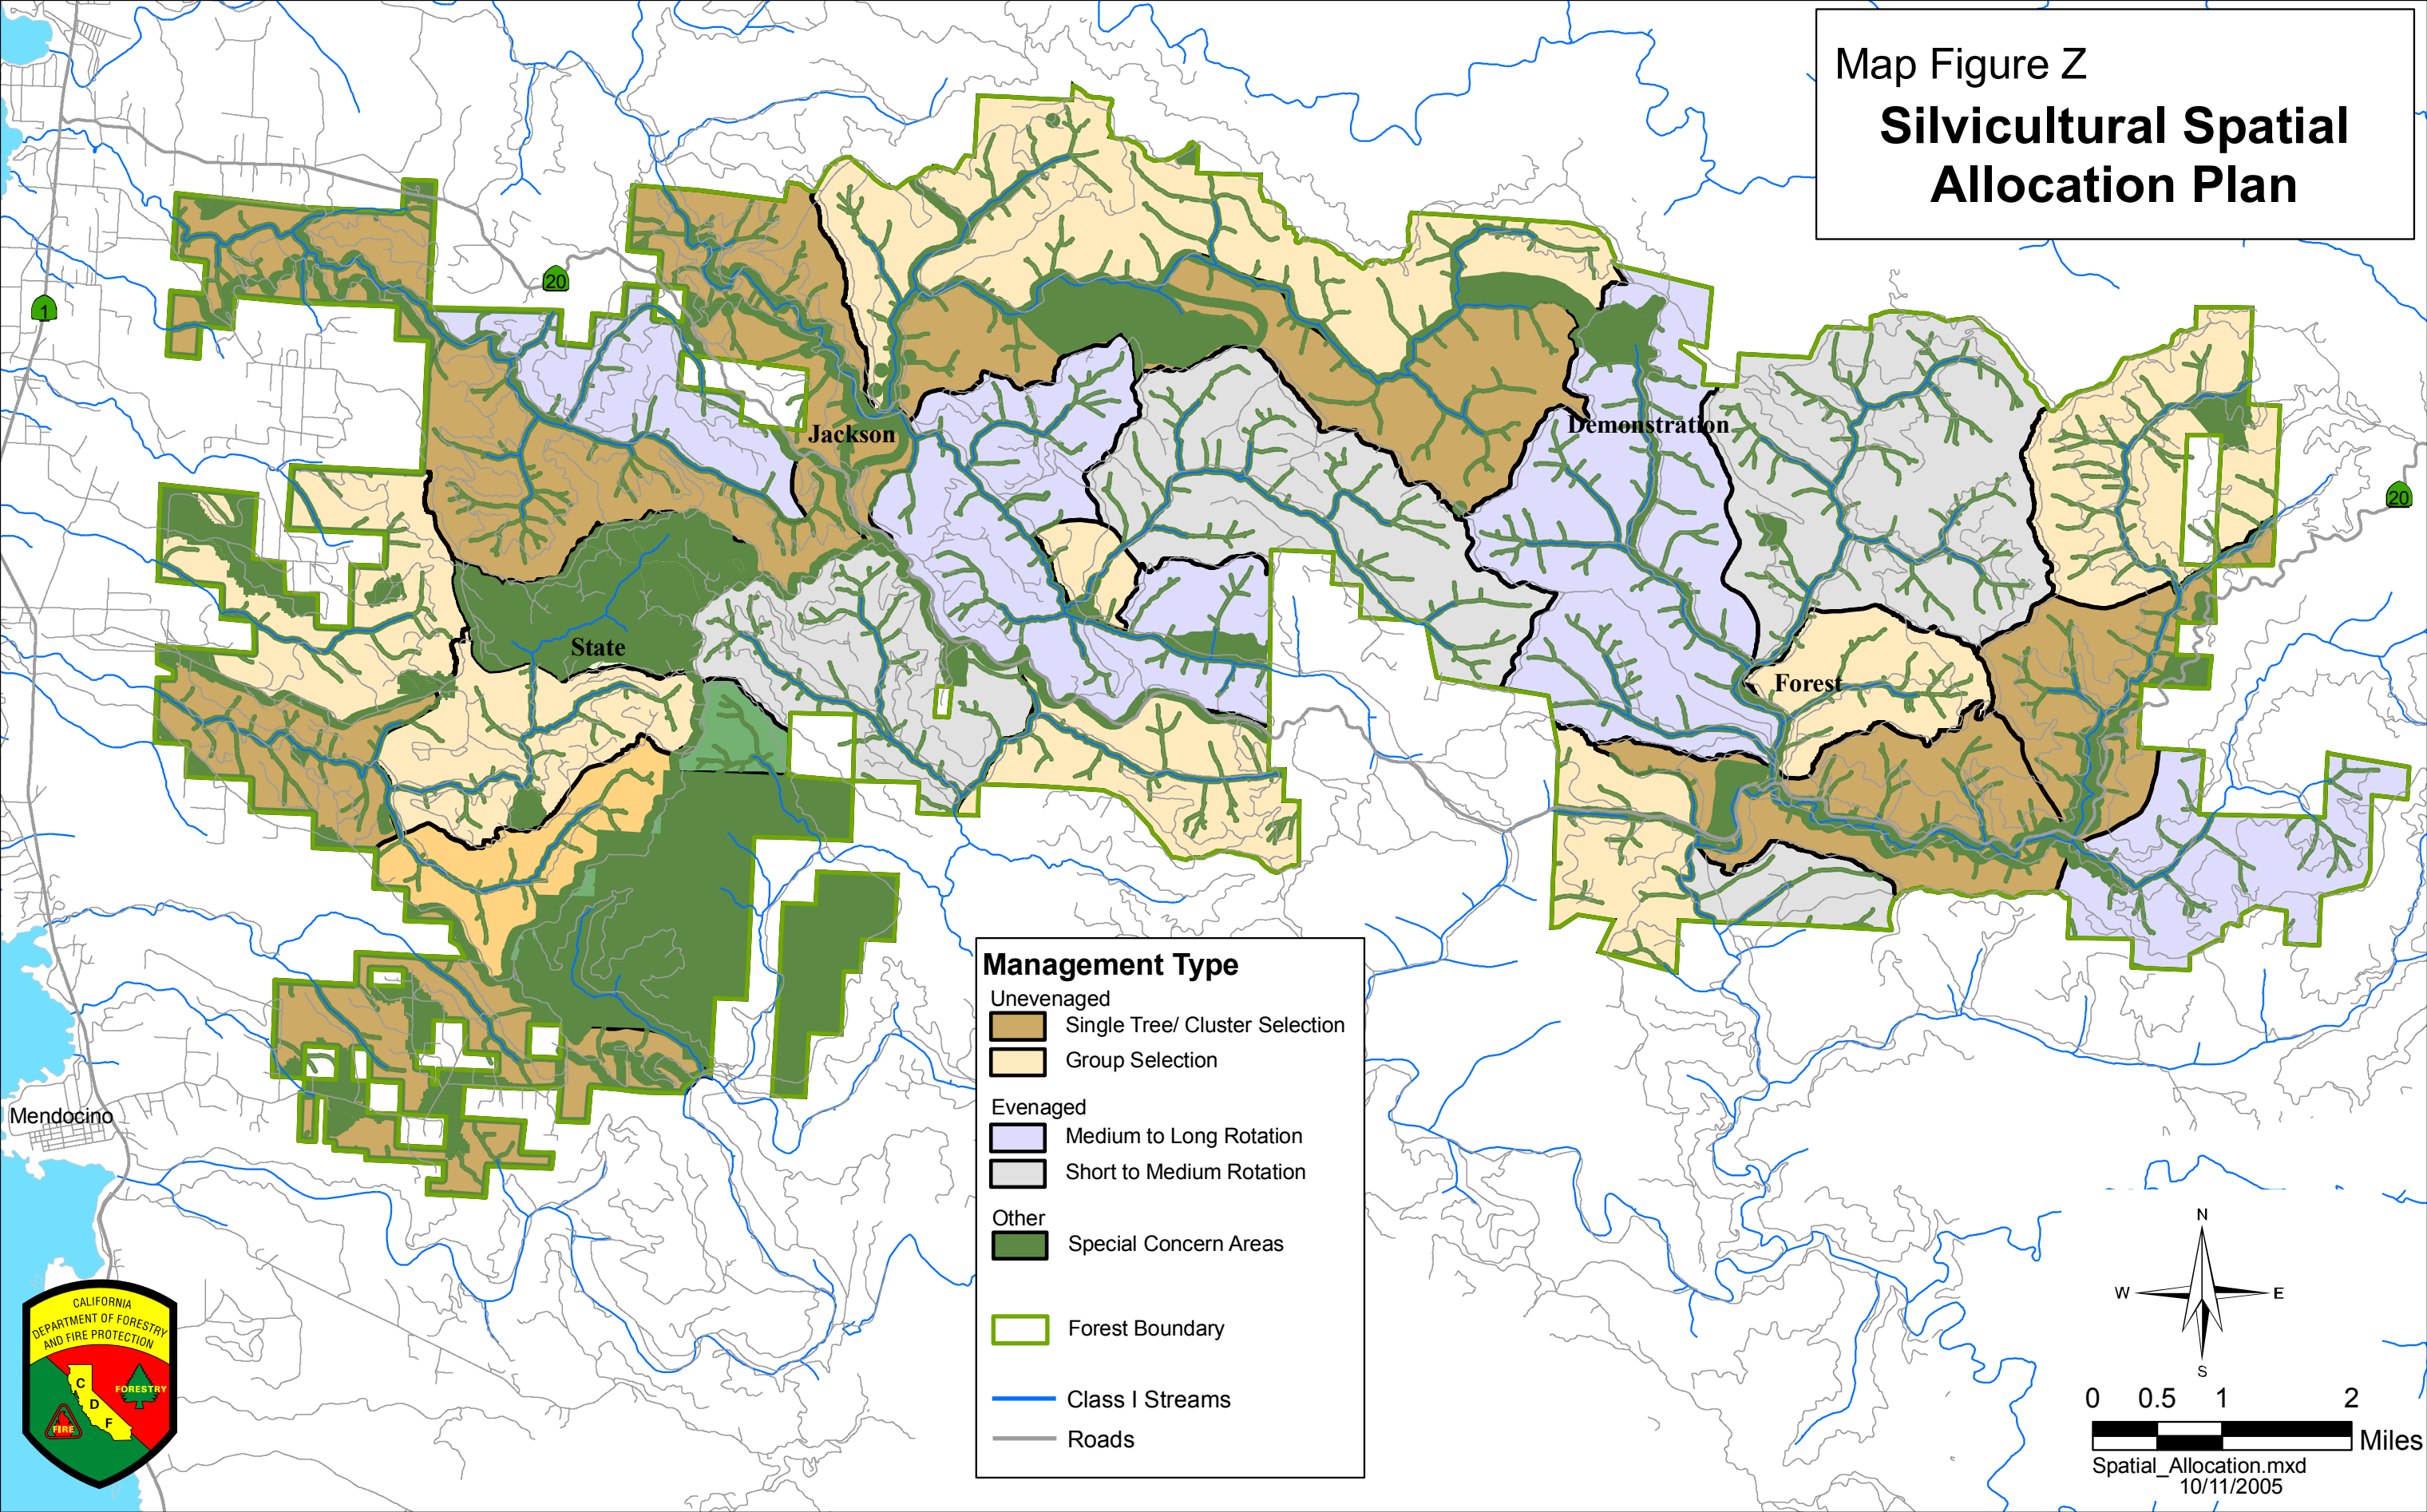 Map Figure Z
Silvicultural Spatial
Allocation Plan
20
1
Jackson
Demonstration
20
State
Forest
Mendocino
Management Type
Unevenaged
Single Tree/ Cluster Selection
Group Selection
Evenaged
Medium to Long Rotation
Short to Medium Rotation
Other
Special Concern Areas
Forest Boundary
Class I Streams
Roads
CALIFORNIA
DEPARTMENT OF FORESTRY
AND FIRE PROTECTION
C
D
F
FORESTRY
FIRE
N
W
E
S
0 0.5 1 2
Miles
Spatial_Allocation.mxd
10/11/2005